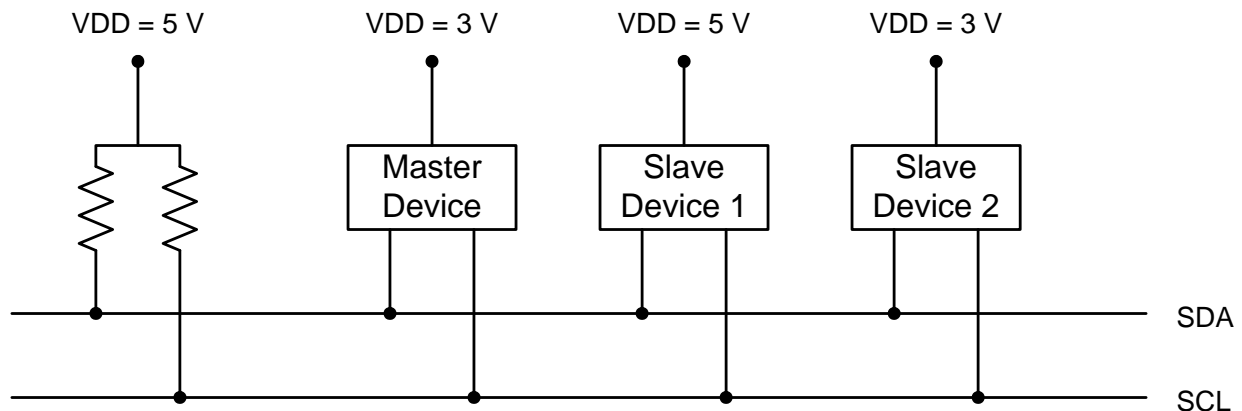 VDD = 5 V
VDD = 3 V
VDD = 5 V
VDD = 3 V
Master
Device
Slave
Device 1
Slave
Device 2
SDA
SCL